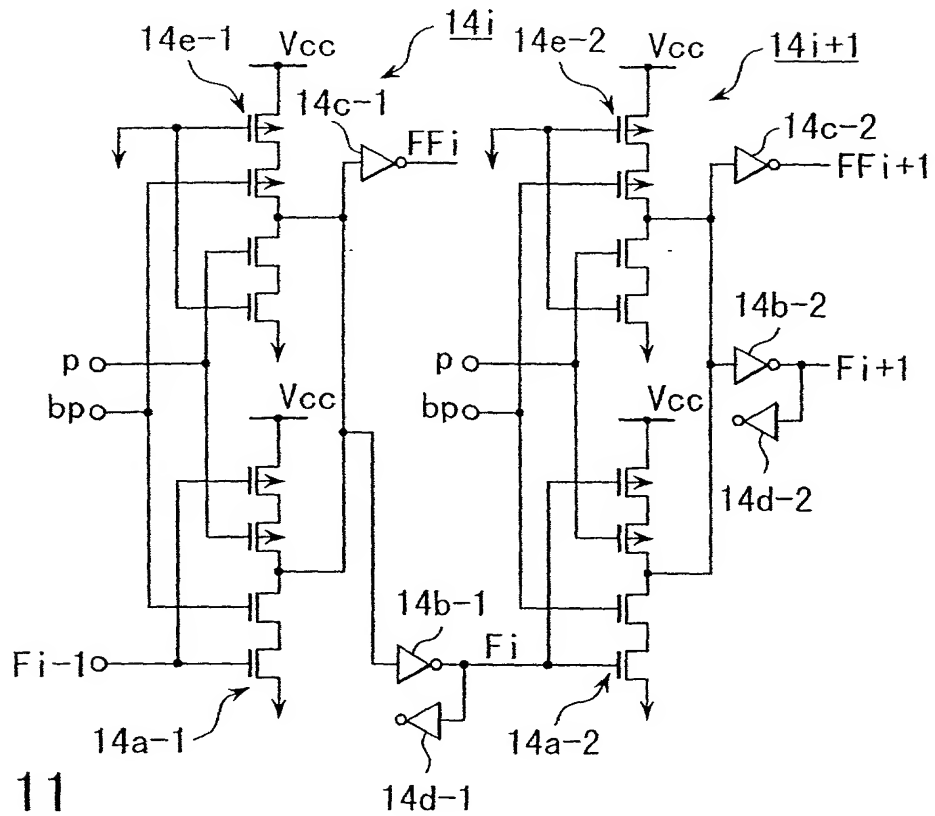 14e-1
Vcc
14i
14c-1
FFi
14e-2
Vcc
14i+1
14c-2
FFi+1
p
bp
Vcc
p
bp
Vcc
14b-2
Fi+1
14d-2
Fi-1
14a-1
14b-1
Fi
14d-1
14a-2
11